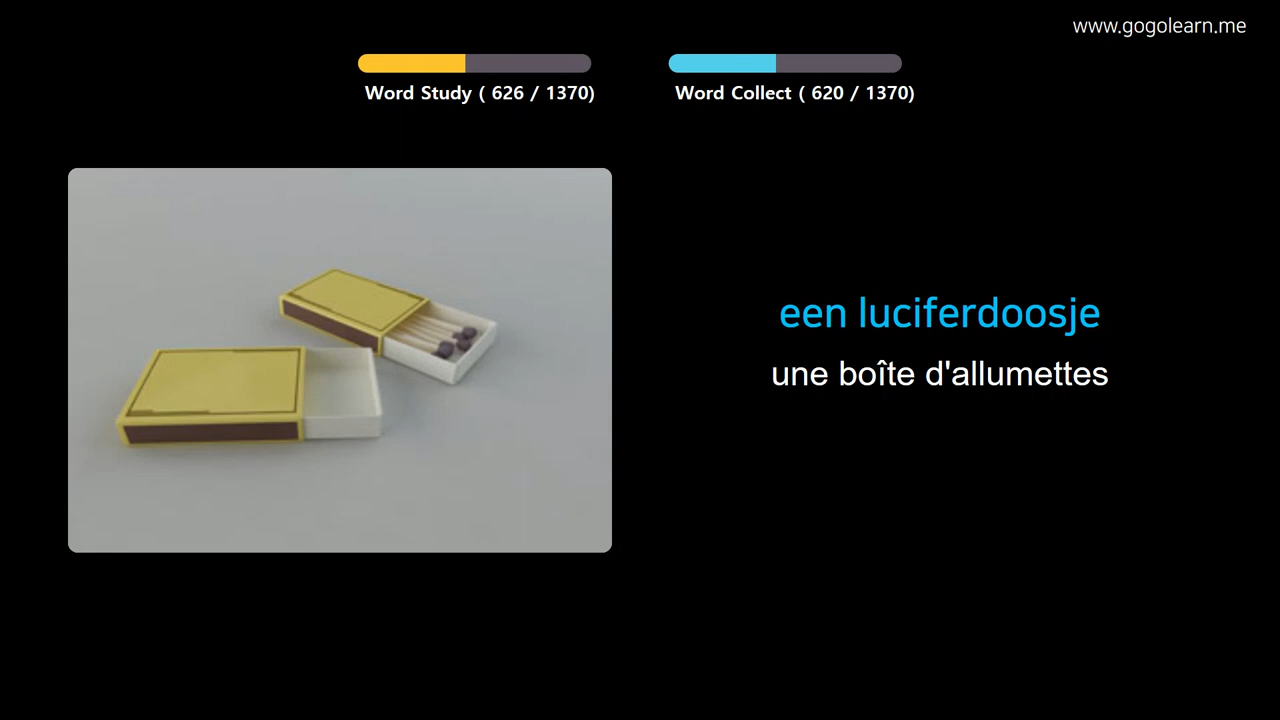 www.gogolearn.me
Word Study ( 626 / 1370)
Word Collect ( 620 / 1370)
een luciferdoosje
une boîte d'allumettes